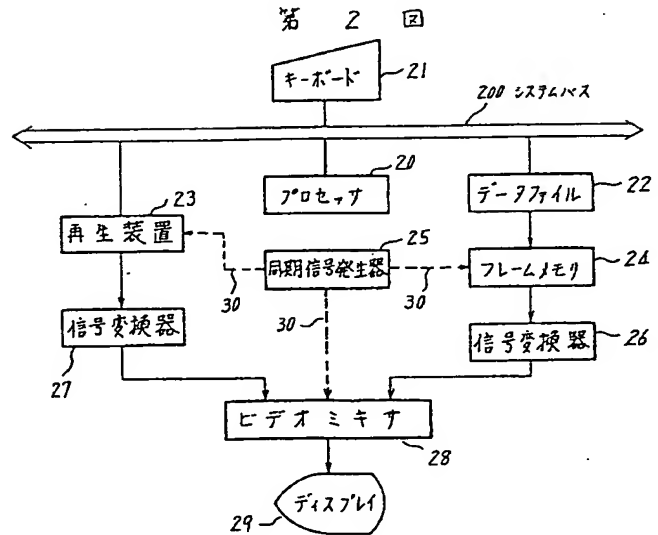 第 2 図
キーボード
21
200 システムバス
20
プロセッサ
データファイル
22
23
再生装置
25
同期信号発生器
30
30
フレームメモリ
24
30
信号変換器
27
信号変換器
26
ビデオミキサ
28
ディスプレイ
29